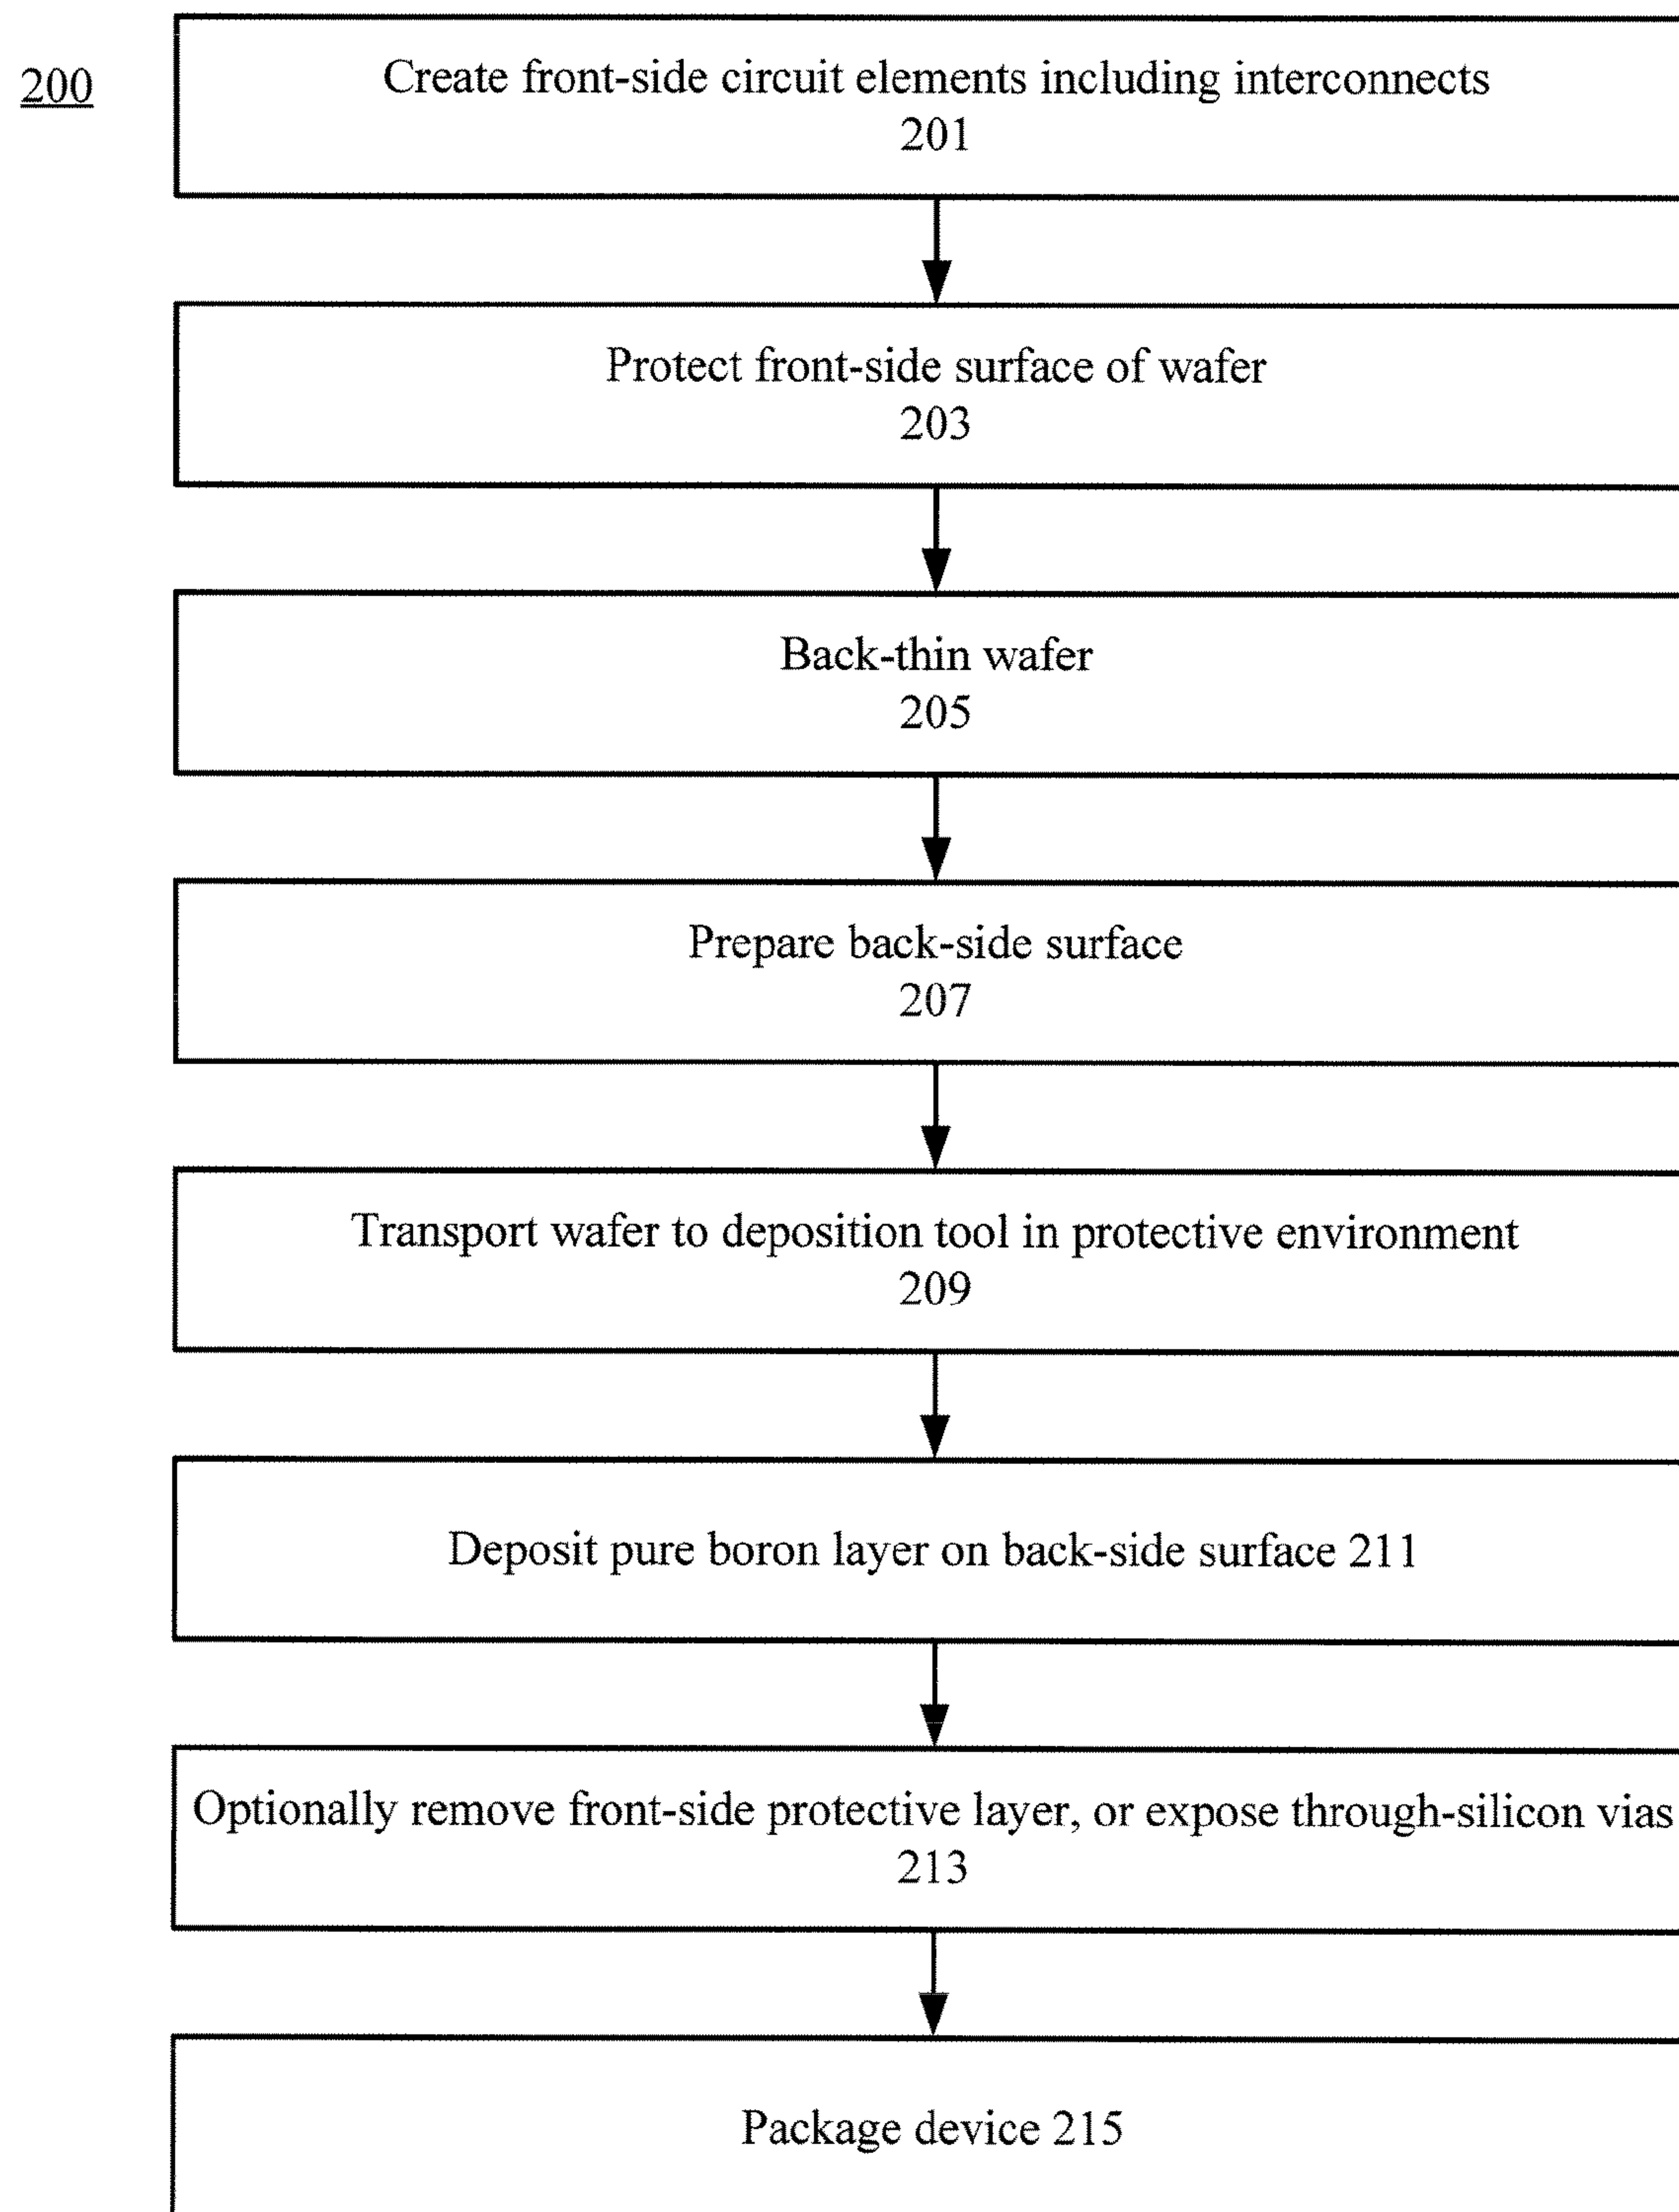 200
Create front-side circuit elements including interconnects
201
Protect front-side surface of wafer
203
Back-thin wafer
205
Prepare back-side surface
207
Transport wafer to deposition tool in protective environment
209
Deposit pure boron layer on back-side surface 211
Optionally remove front-side protective layer, or expose through-silicon vias
213
Package device 215